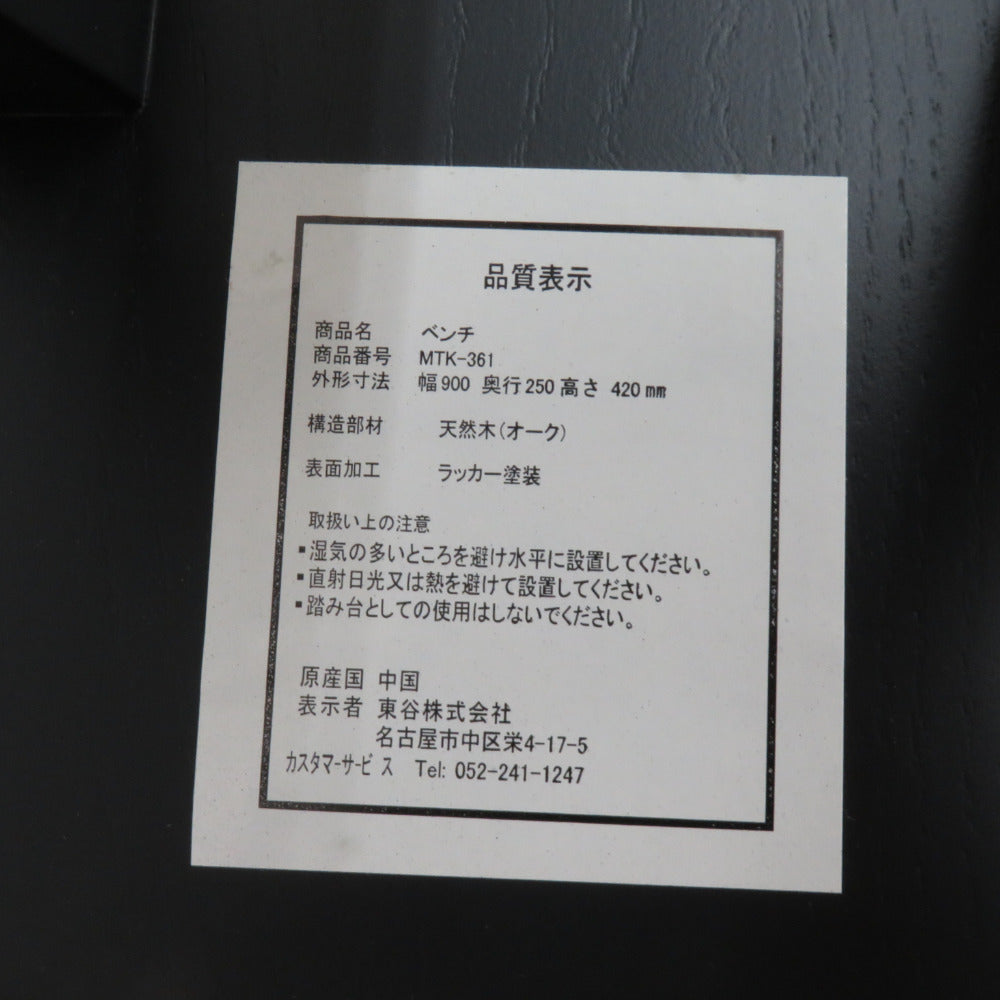 品質表示
商品名 ベンチ
商品番号 MTK-361
外形寸法 幅900 奥行250高さ 420㎜
構造部材 天然木(オーク)
表面加工 ラッカー塗装
取扱い上の注意
▪湿気の多いところを避け水平に設置してください。
▪直射日光又は熱を避けて設置してください。
▪踏み台としての使用はしないでください。
原産国 中国
表示者 東谷株式会社
名古屋市中区栄4-17-5
カスタマーサービス Tel: 052-241-1247